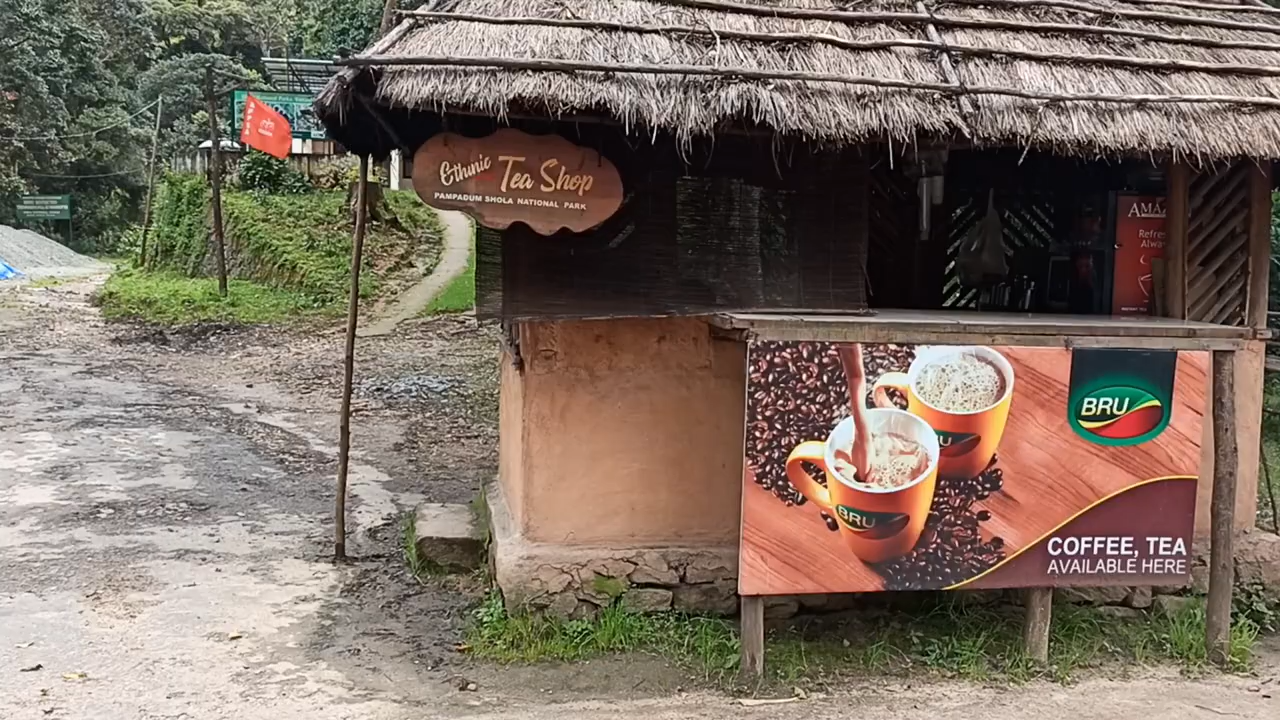 Ethnic Tea Shop
PAMPADUM SHOLA NATIONAL PARK
AMA
Refre
Alwa
BRU
BRU
BRU
COFFEE, TEA
AVAILABLE HERE